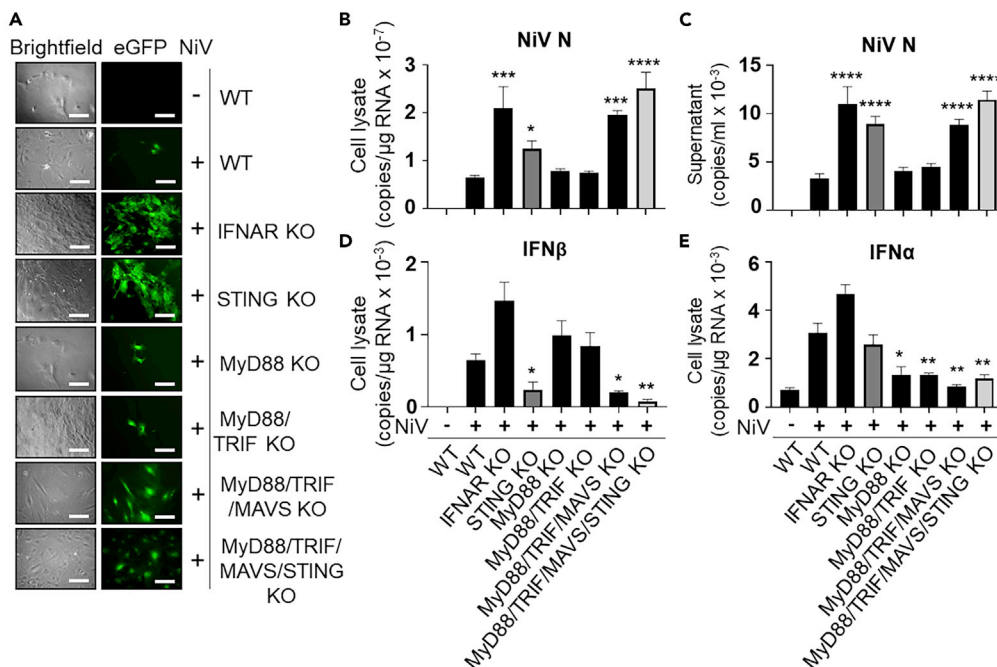 A
Brightfield eGFP NiV
- WT
+ WT
+ IFNAR KO
+ STING KO
+ MyD88 KO
+ MyD88/
TRIF KO
+ MyD88/TRIF
/MAVS KO
+ MyD88/TRIF/
MAVS/STING
KO
B
NiV N
Cell lysate
(copies/µg RNA x 10-7)
3
2
1
0
***
*
***
****
C
NiV N
Supernatant
(copies/ml x 10-3)
15
10
5
0
****
****
****
****
D
IFNβ
Cell lysate
(copies/µg RNA x 10-3)
2
1
0
*
*
**
NiV - + + + + + + +
WT
WT
IFNAR KO
STING KO
MyD88 KO
MyD88/TRIF KO
MyD88/TRIF/MAVS KO
MyD88/TRIF/MAVS/STING KO
E
IFNα
Cell lysate
(copies/µg RNA x 10-3)
6
4
2
0
*
**
**
**
NiV - + + + + + + +
WT
WT
IFNAR KO
STING KO
MyD88 KO
MyD88/TRIF KO
MyD88/TRIF/MAVS KO
MyD88/TRIF/MAVS/STING KO